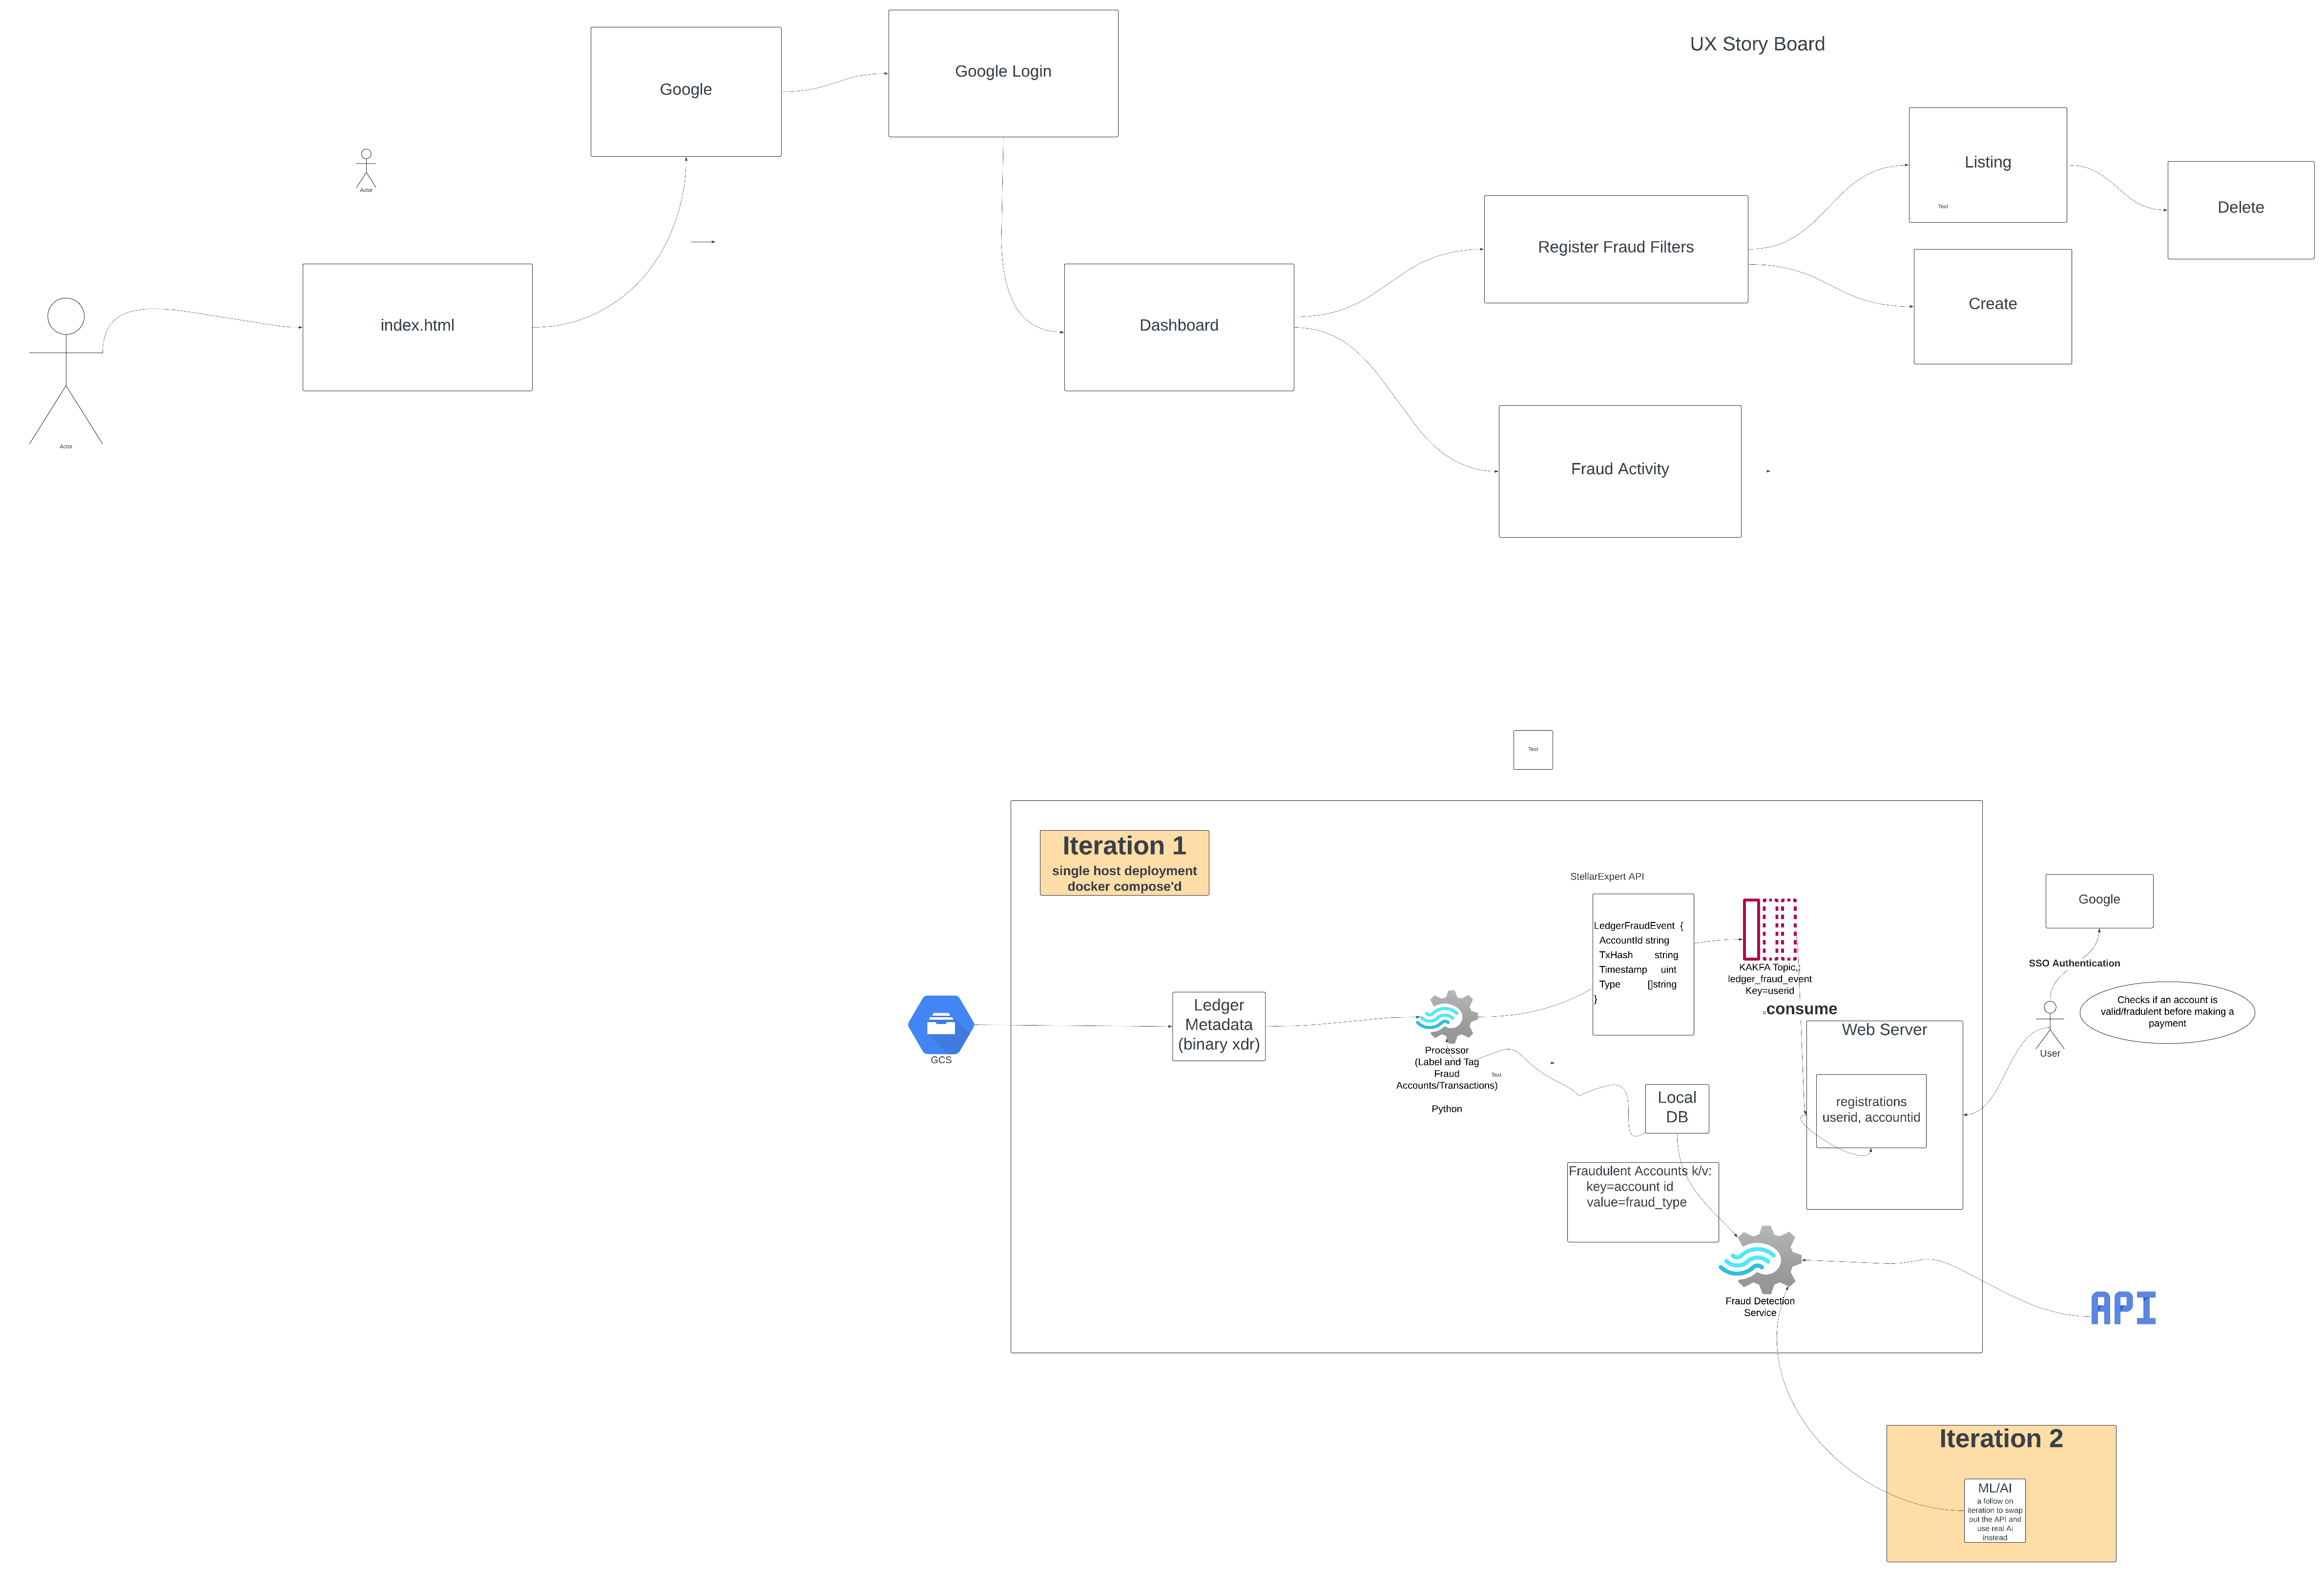 UX Story Board
Google
Google Login
Actor
index.html
Actor
Dashboard
Register Fraud Filters
Listing
Text
Delete
Create
Fraud Activity
Text
Iteration 1
single host deployment
docker compose'd
StellarExpert API
LedgerFraudEvent {
AccountId string
TxHash string
Timestamp uint
Type []string
}
KAKFA Topic,:
ledger_fraud_event
Key=userid
consume
Google
SSO Authentication
User
Checks if an account is
valid/fradulent before making a
payment
GCS
Ledger
Metadata
(binary xdr)
Processor
(Label and Tag
Fraud
Accounts/Transactions)
Python
Text
Local
DB
Web Server
registrations
userid, accountid
Fraudulent Accounts k/v:
key=account id
value=fraud_type
Fraud Detection
Service
API
Iteration 2
ML/AI
a follow on
iteration to swap
out the API and
use real Ai
instead